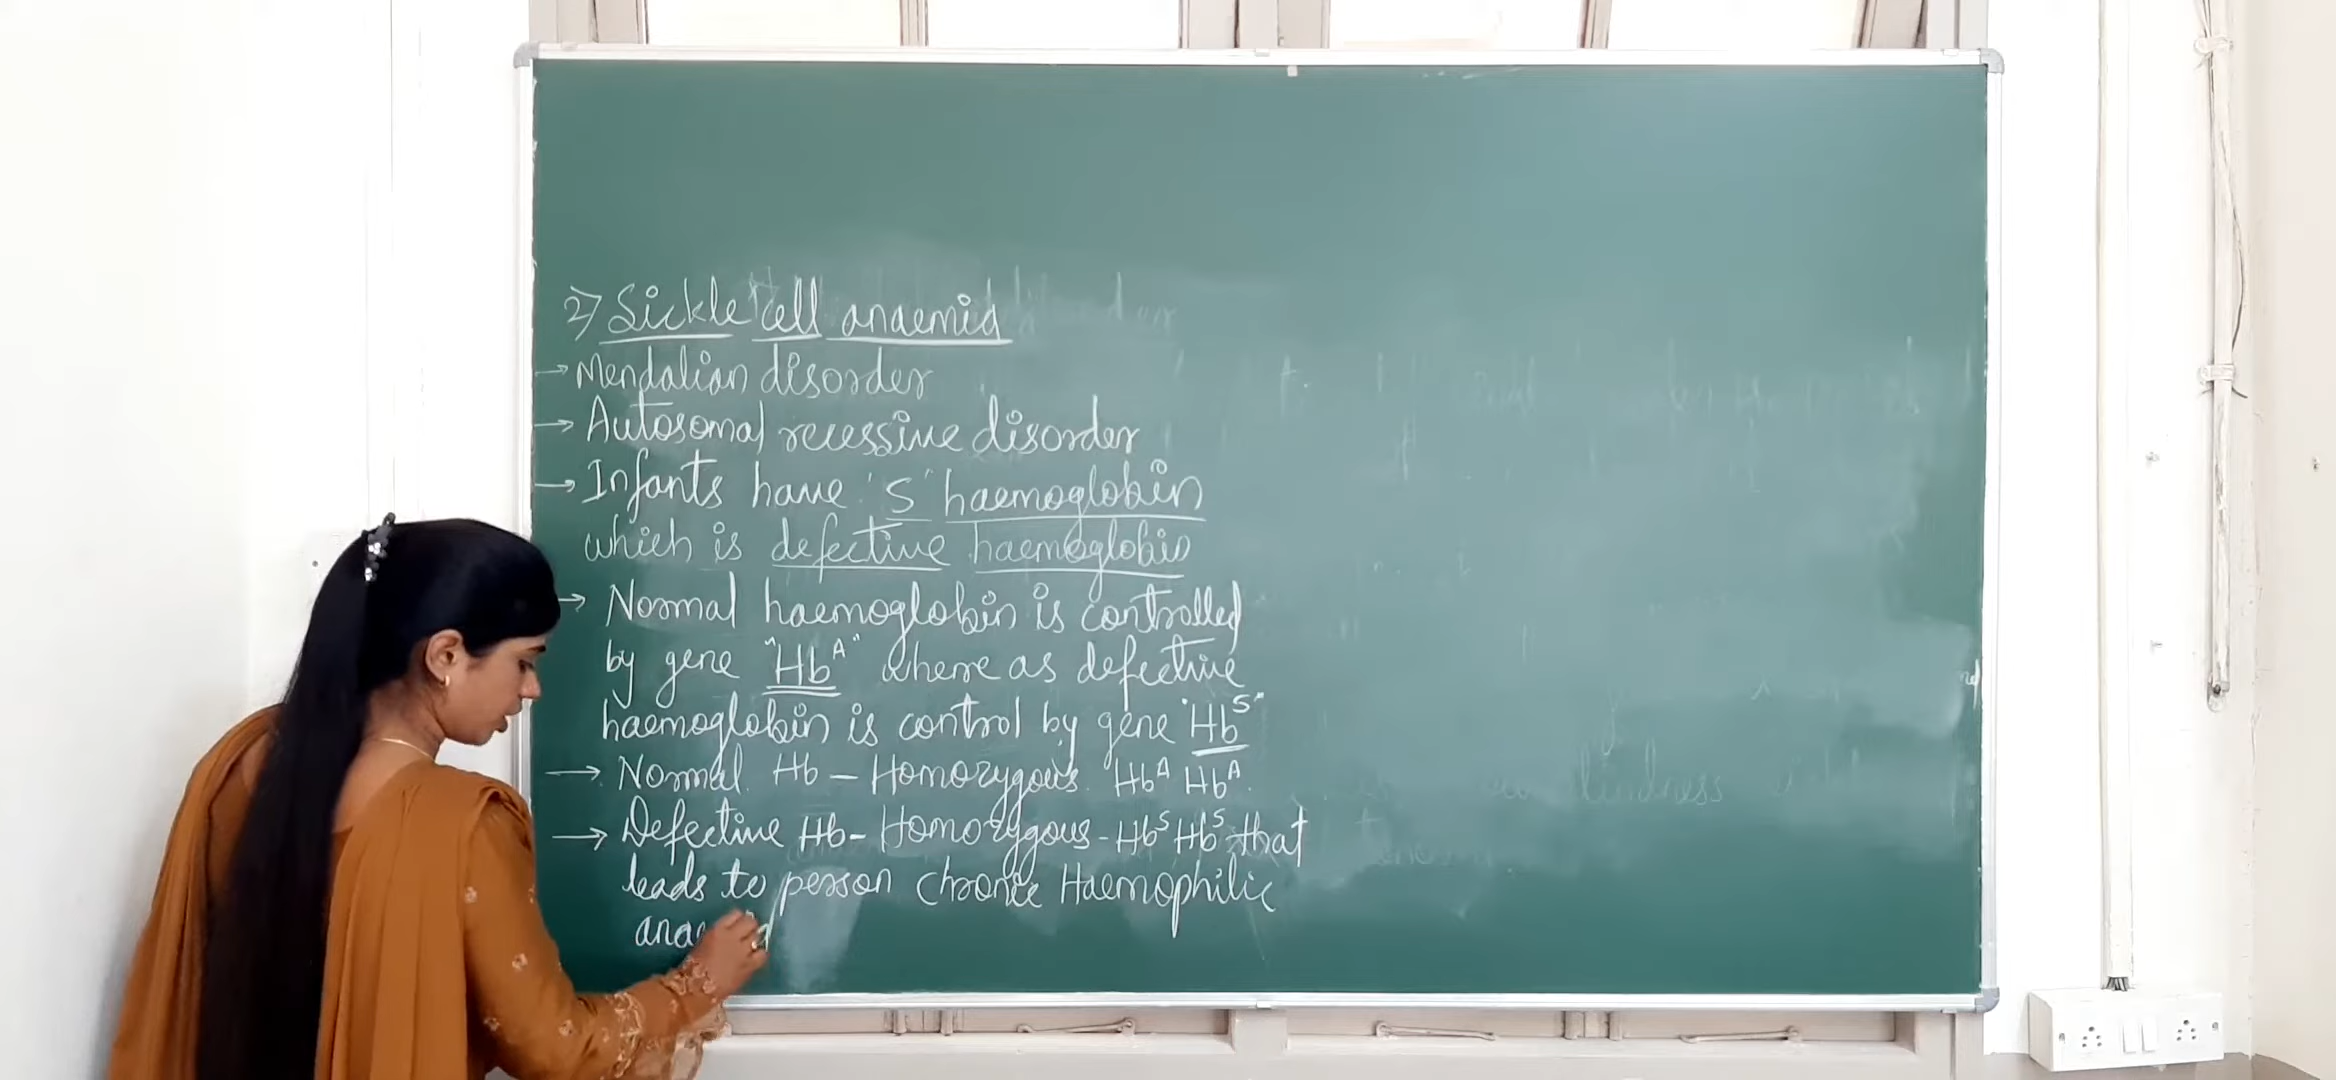 2) Sickle cell anaemia
→ Mendalian disorder
→ Autosomal recessive disorder
→ Infants have 'S' haemoglobin
which is defective haemoglobin
→ Normal haemoglobin is controlled
by gene "Hbᴬ" where as defective
haemoglobin is control by gene "Hbˢ"
→ Normal Hb - Homozygous Hbᴬ Hbᴬ.
→ Defective Hb - Homozygous - Hbˢ Hbˢ that
leads to person chronic Haemophilic